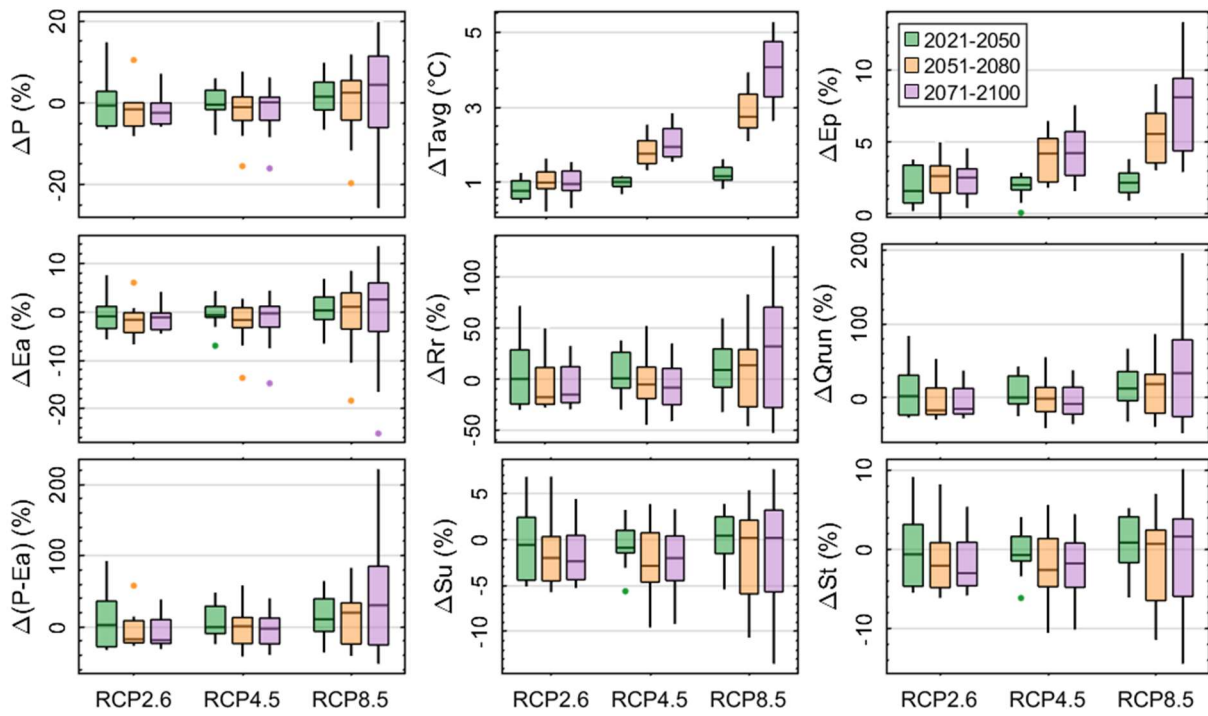 ΔP (%)
20
0
-20
ΔTavg (°C)
5
3
1
ΔEp (%)
10
5
0
2021-2050
2051-2080
2071-2100
ΔEa (%)
10
0
-10
-20
ΔRr (%)
100
50
0
-50
ΔQrun (%)
200
100
0
Δ(P-Ea) (%)
200
100
0
ΔSu (%)
5
0
-5
-10
ΔSt (%)
10
0
-10
RCP2.6 RCP4.5 RCP8.5
RCP2.6 RCP4.5 RCP8.5
RCP2.6 RCP4.5 RCP8.5